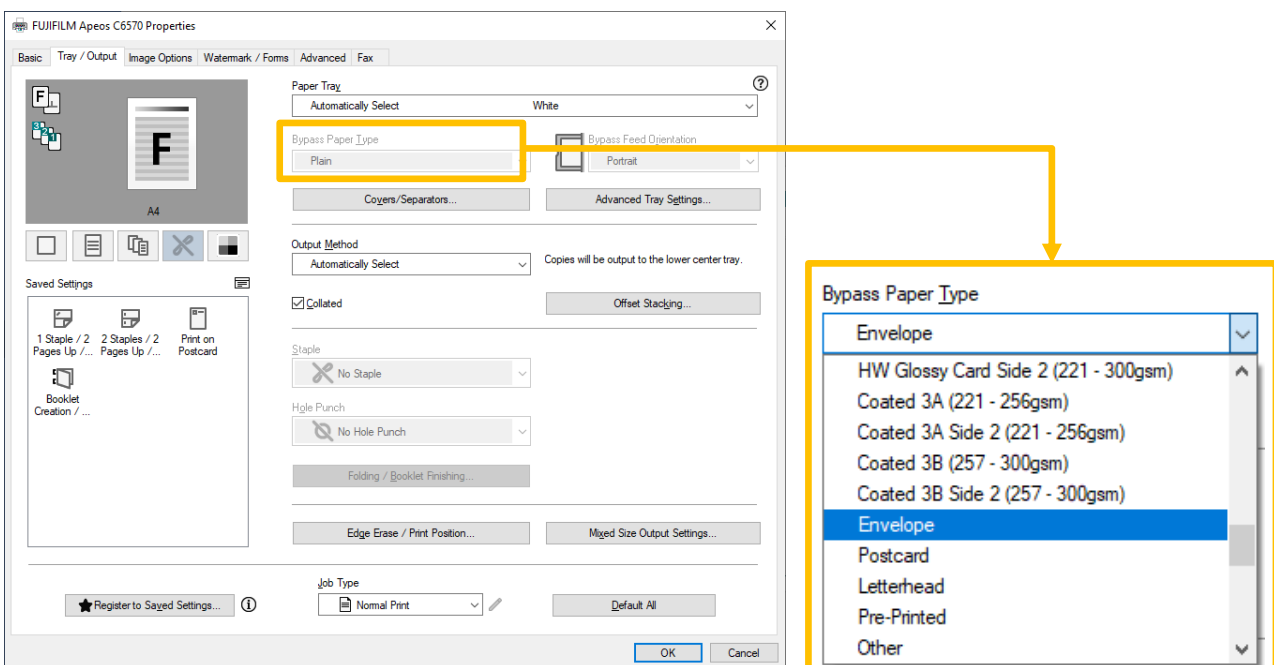 FUJIFILM Apeos C6570 Properties
Basic Tray / Output Image Options Watermark / Forms Advanced Fax
F
3 2 1
F
A4
Saved Settings
1 Staple / 2 Pages Up /...
2 Staples / 2 Pages Up /...
Print on Postcard
Booklet Creation / ...
Paper Tray
Automatically Select White
Bypass Paper Type
Plain
Bypass Feed Orientation
Portrait
Covers/Separators...
Advanced Tray Settings...
Output Method
Automatically Select
Copies will be output to the lower center tray.
Collated
Offset Stacking...
Staple
No Staple
Hole Punch
No Hole Punch
Folding / Booklet Finishing...
Edge Erase / Print Position...
Mixed Size Output Settings...
Register to Saved Settings...
Job Type
Normal Print
Default All
OK
Cancel
Bypass Paper Type
Envelope
HW Glossy Card Side 2 (221 - 300gsm)
Coated 3A (221 - 256gsm)
Coated 3A Side 2 (221 - 256gsm)
Coated 3B (257 - 300gsm)
Coated 3B Side 2 (257 - 300gsm)
Envelope
Postcard
Letterhead
Pre-Printed
Other